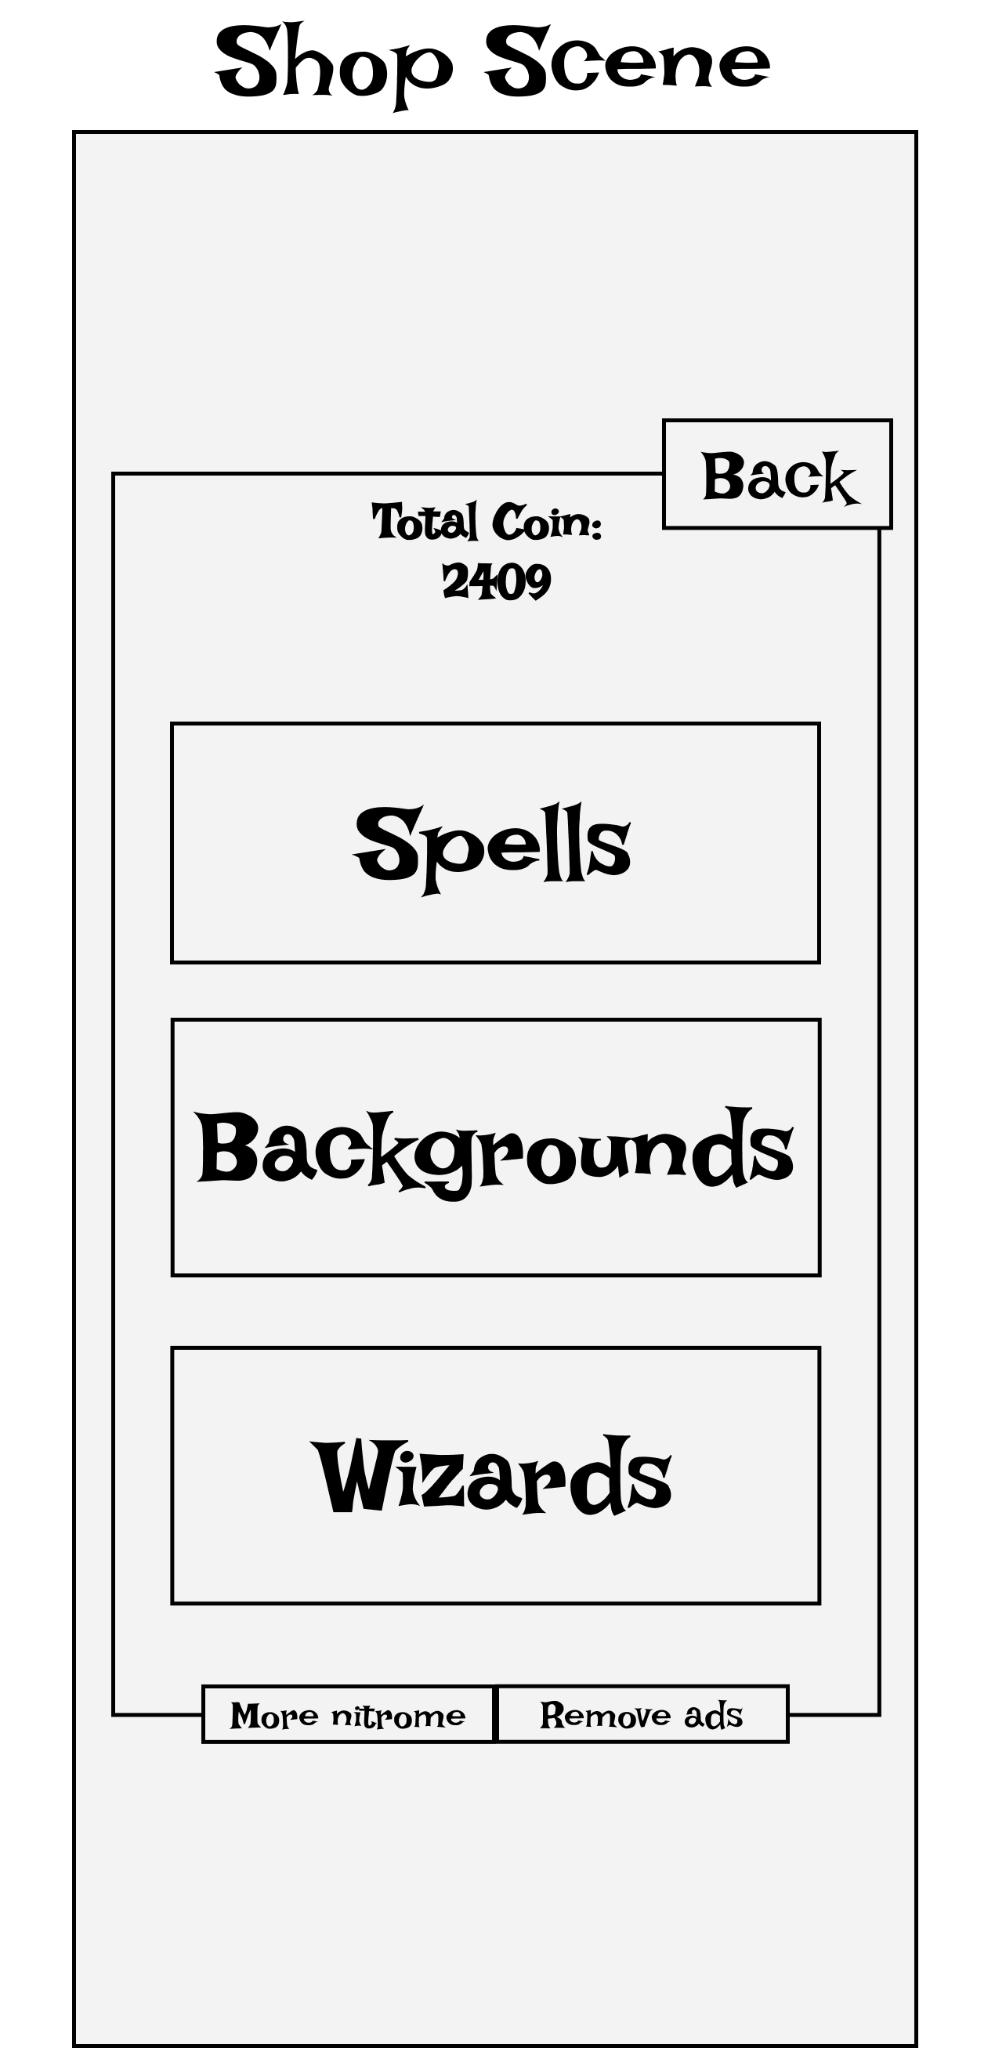 Shop Scene
Back
Total Coin:
2409
Spells
Backgrounds
Wizards
More nitrome
Remove ads